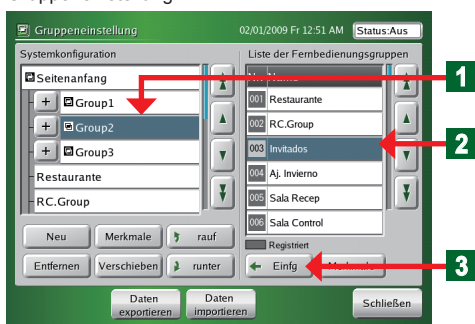 Gruppeneinstellung
02/01/2009 Fr 12:51 AM Status:Aus
Systemkonfiguration
Seitenanfang
+ Group1
+ Group2
+ Group3
Restaurante
RC.Group
Neu Merkmale rauf
Entfernen Verschieben runter
Liste der Fernbedienungsgruppen
001 Restaurante
002 RC.Group
003 Invitados
004 Aj. Invierno
005 Sala Recep
006 Sala Control
Registriert
Einfg
Daten exportieren
Daten importieren
Schließen
1
2
3